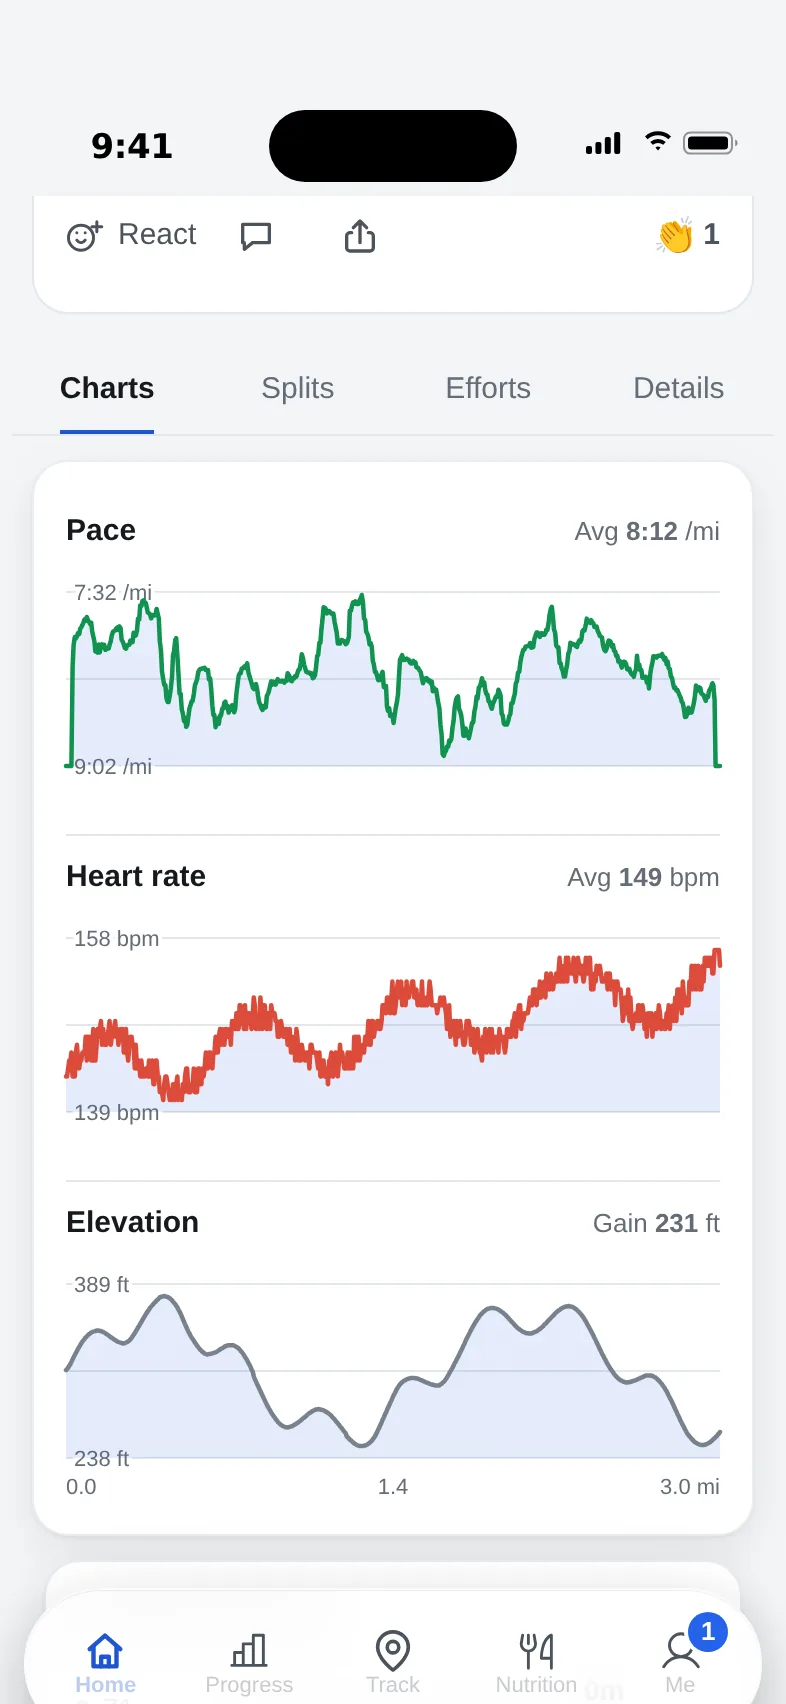 9:41
React
1
Charts Splits Efforts Details
Pace Avg 8:12 /mi
7:32 /mi
9:02 /mi
Heart rate Avg 149 bpm
158 bpm
139 bpm
Elevation Gain 231 ft
389 ft
238 ft
0.0 1.4 3.0 mi
1
Home Progress Track Nutrition Me
0m